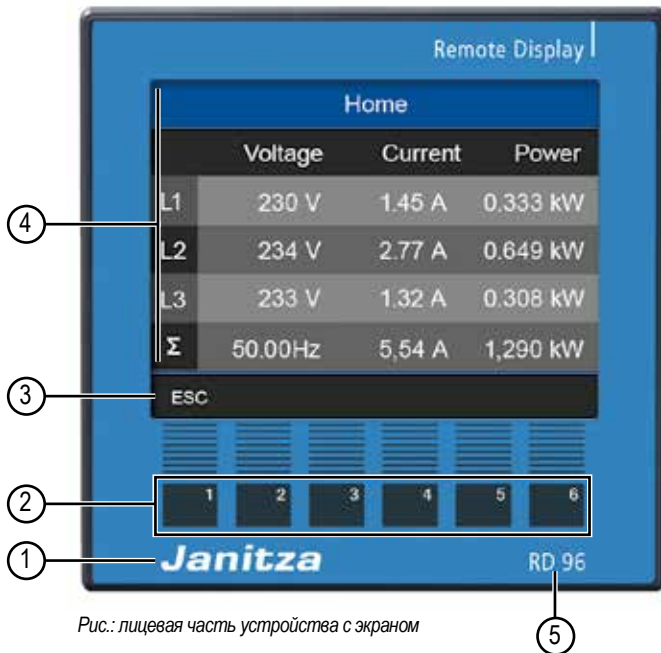 Remote Display
Home
Voltage Current Power
L1 230 V 1.45 A 0.333 kW
4
L2 234 V 2.77 A 0.649 kW
L3 233 V 1.32 A 0.308 kW
Σ 50.00Hz 5,54 A 1,290 kW
3 ESC
2 1 2 3 4 5 6
1 Janitza RD 96
Рис.: лицевая часть устройства с экраном
5